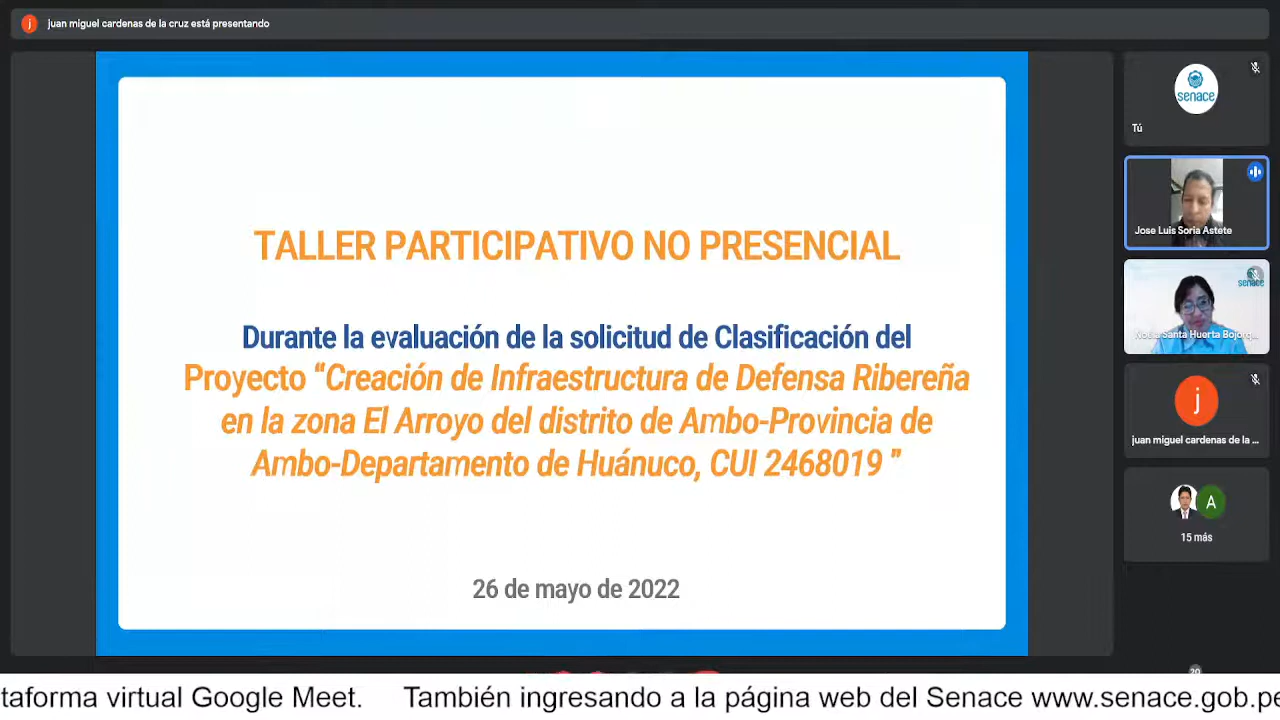 j juan miguel cardenas de la cruz está presentando
TALLER PARTICIPATIVO NO PRESENCIAL
Durante la evaluación de la solicitud de Clasificación del
Proyecto “Creación de Infraestructura de Defensa Ribereña
en la zona El Arroyo del distrito de Ambo-Provincia de
Ambo-Departamento de Huánuco, CUI 2468019 ”
26 de mayo de 2022
senace
Tú
Jose Luis Soria Astete
senace
Santa Huerta
j
juan miguel cardenas de la ...
A
15 más
20
taforma virtual Google Meet. También ingresando a la página web del Senace www.senace.gob.pe